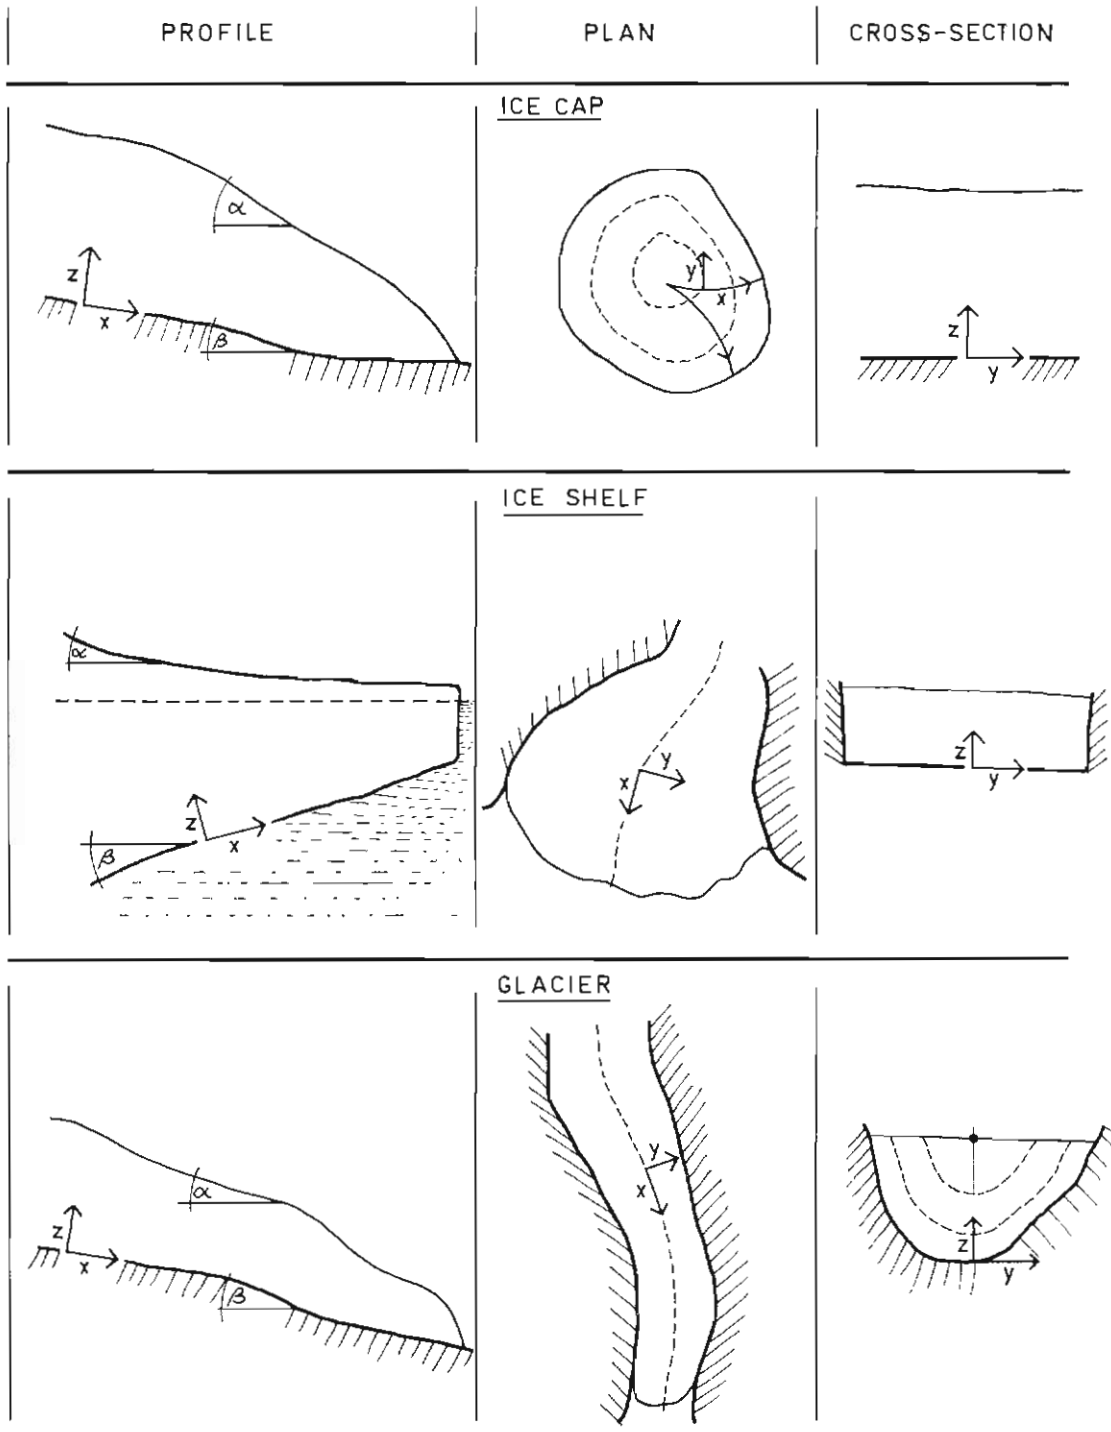 PROFILE PLAN CROSS-SECTION
ICE CAP
α
z
x
β
y
x
z
y
ICE SHELF
α
z
x
β
y
x
z
y
GLACIER
α
z
x
β
y
x
z
y